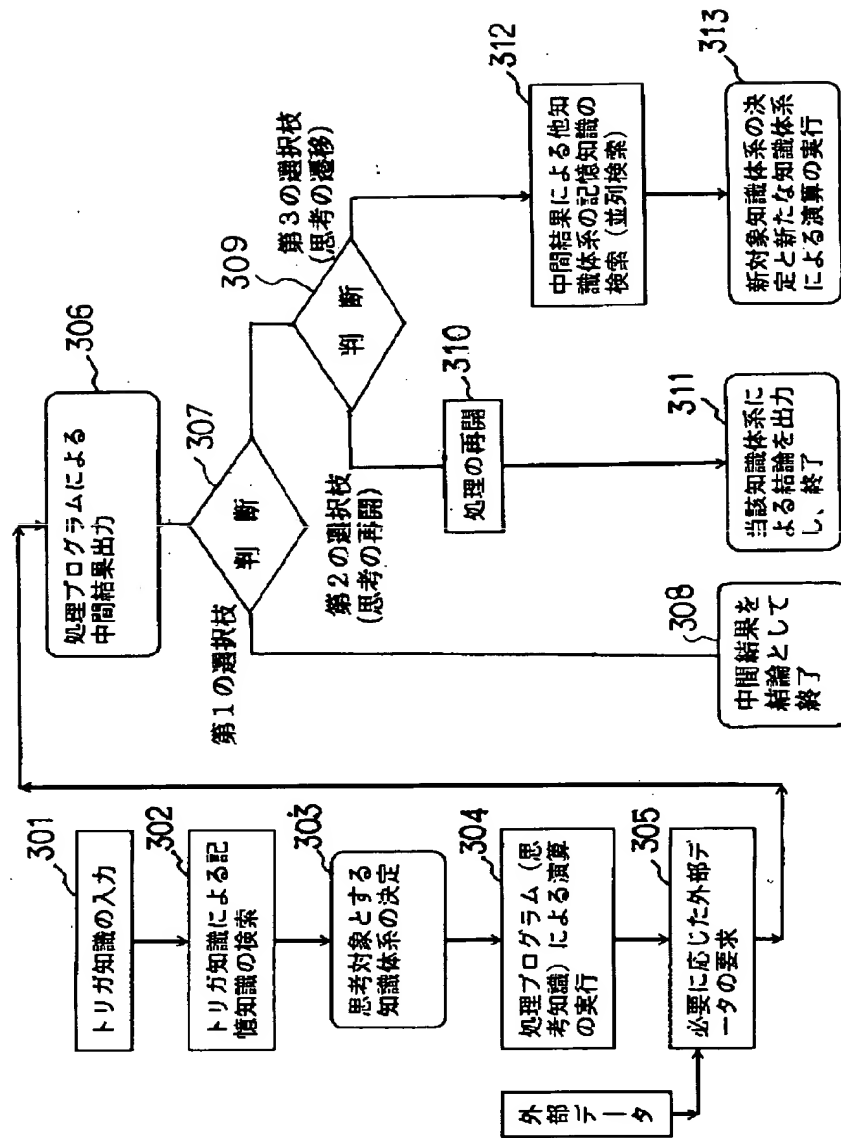 301
トリガ知識の入力
302
トリガ知識による記
憶知識の検索
303
思考対象とする
知識体系の決定
304
処理プログラム(思
考知識)による演算
の実行
305
必要に応じた外部デ
ータの要求
外部データ
306
処理プログラムによる
中間結果出力
307
判 断
第1の選択枝
308
中間結果を
結論として
終了
309
判 断
第2の選択枝
(思考の再開)
310
処理の再開
311
当該知識体系に
よる結論を出力
し、終了
第3の選択枝
(思考の遷移)
312
中間結果による他知
識体系の記憶知識の
検索(並列検索)
313
新対象知識体系の決
定と新たな知識体系
による演算の実行